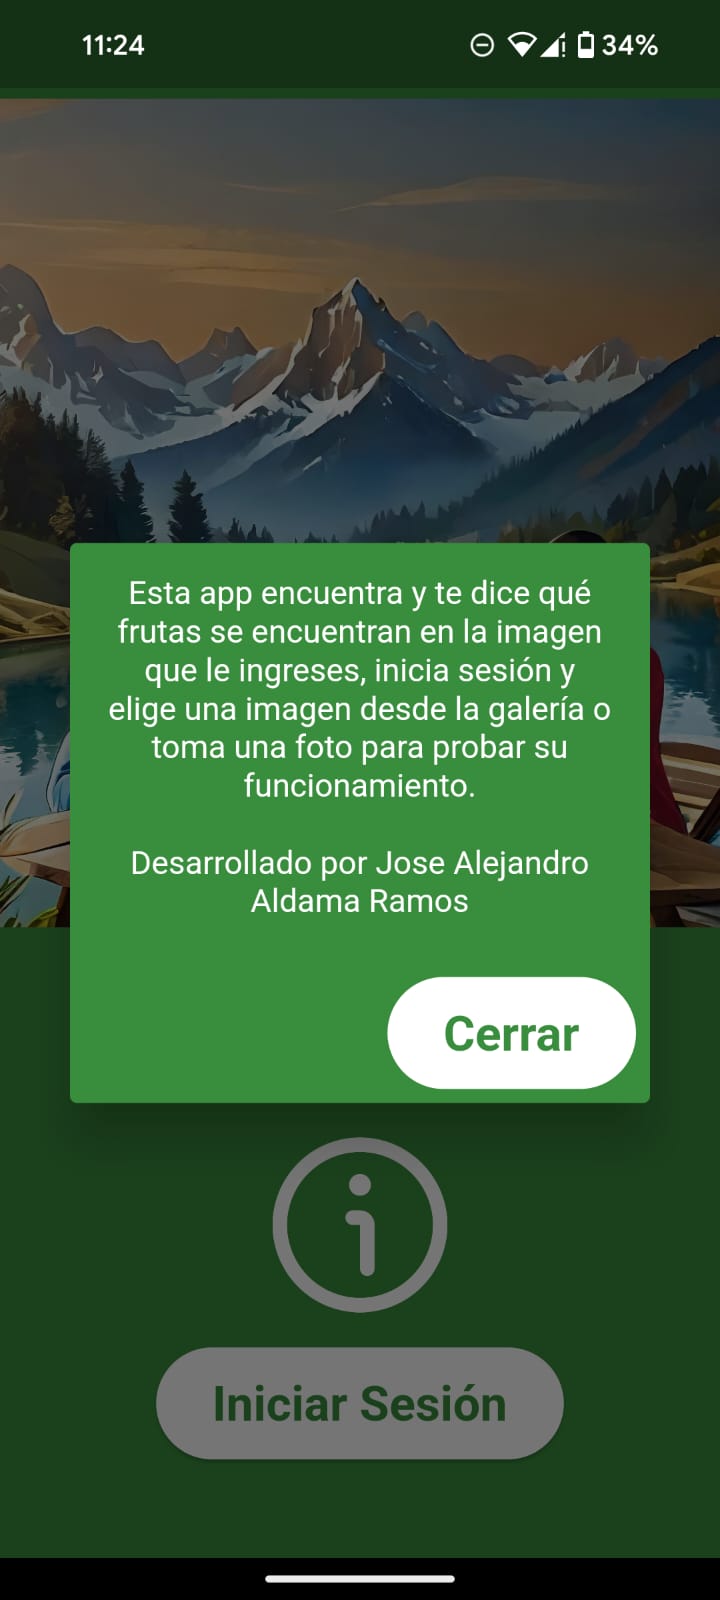 11:24
34%
Esta app encuentra y te dice qué
frutas se encuentran en la imagen
que le ingreses, inicia sesión y
elige una imagen desde la galería o
toma una foto para probar su
funcionamiento.
Desarrollado por Jose Alejandro
Aldama Ramos
Cerrar
Iniciar Sesión